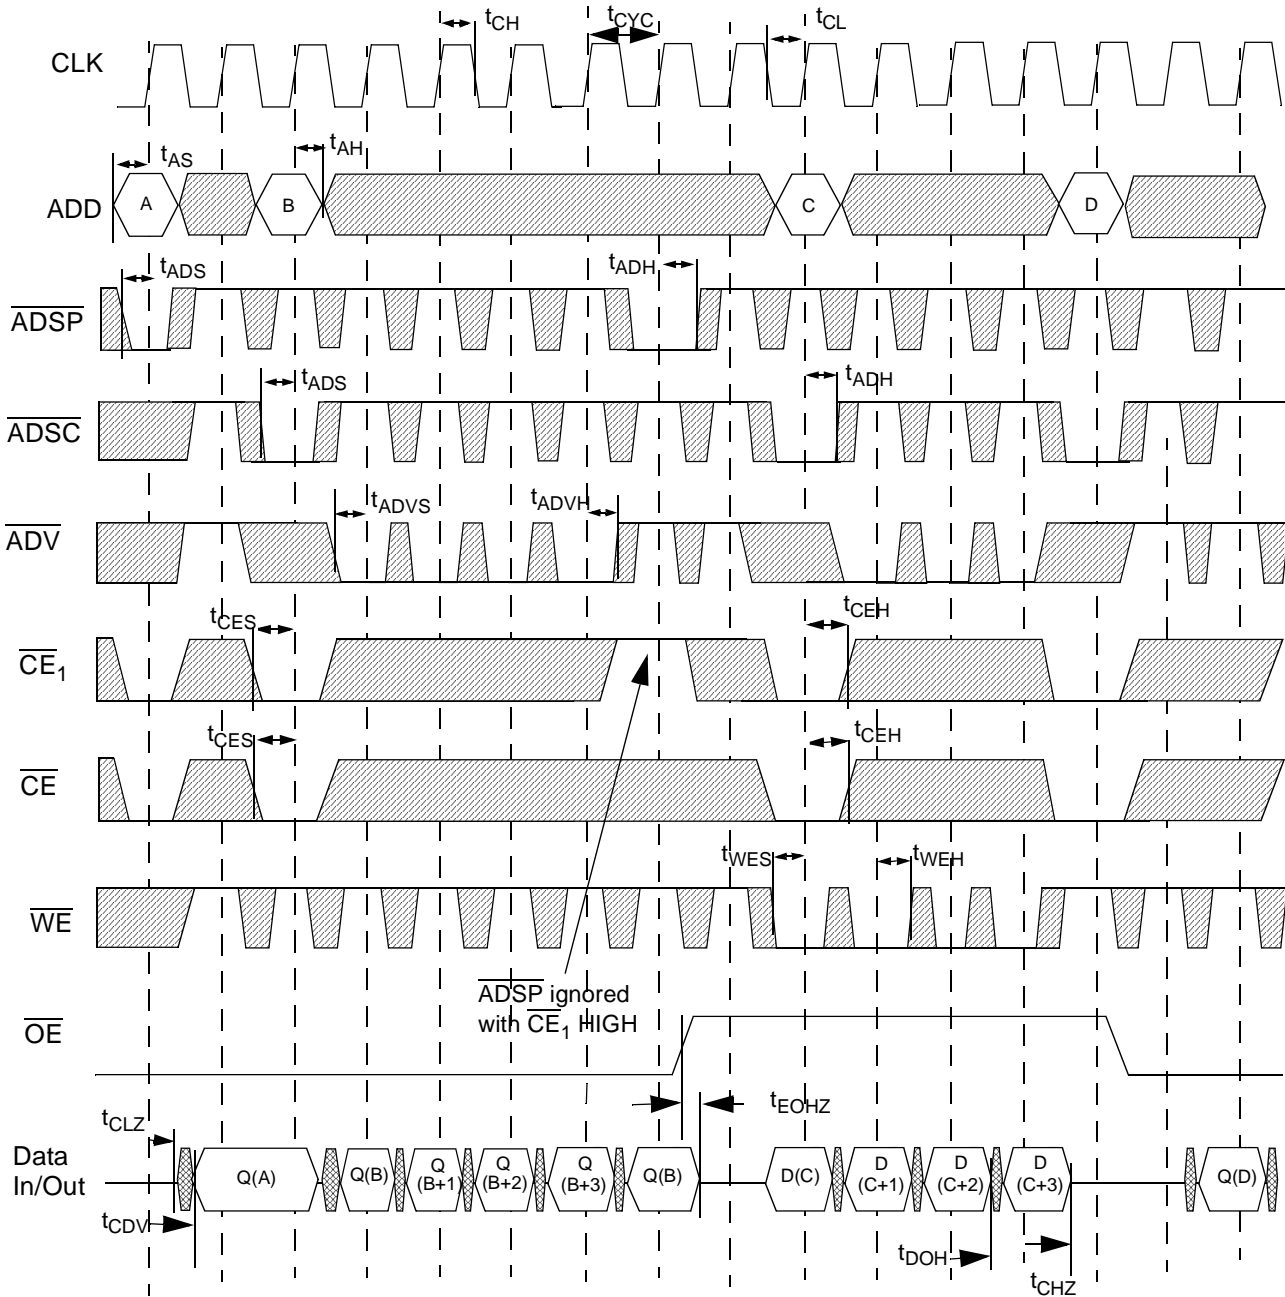 tCH
tCYC
tCL
CLK
tAS
tAH
ADD
A
B
C
D
tADS
tADH
ADSP
tADS
tADH
ADSC
tADVS
tADVH
ADV
tCES
tCEH
CE1
tCES
tCEH
CE
tWES
tWEH
WE
ADSP ignored
with CE1 HIGH
OE
tEOHZ
tCLZ
Data
In/Out
Q(A)
Q(B)
Q
(B+1)
Q
(B+2)
Q
(B+3)
Q(B)
D(C)
D
(C+1)
D
(C+2)
D
(C+3)
Q(D)
tCDV
tDOH
tCHZ